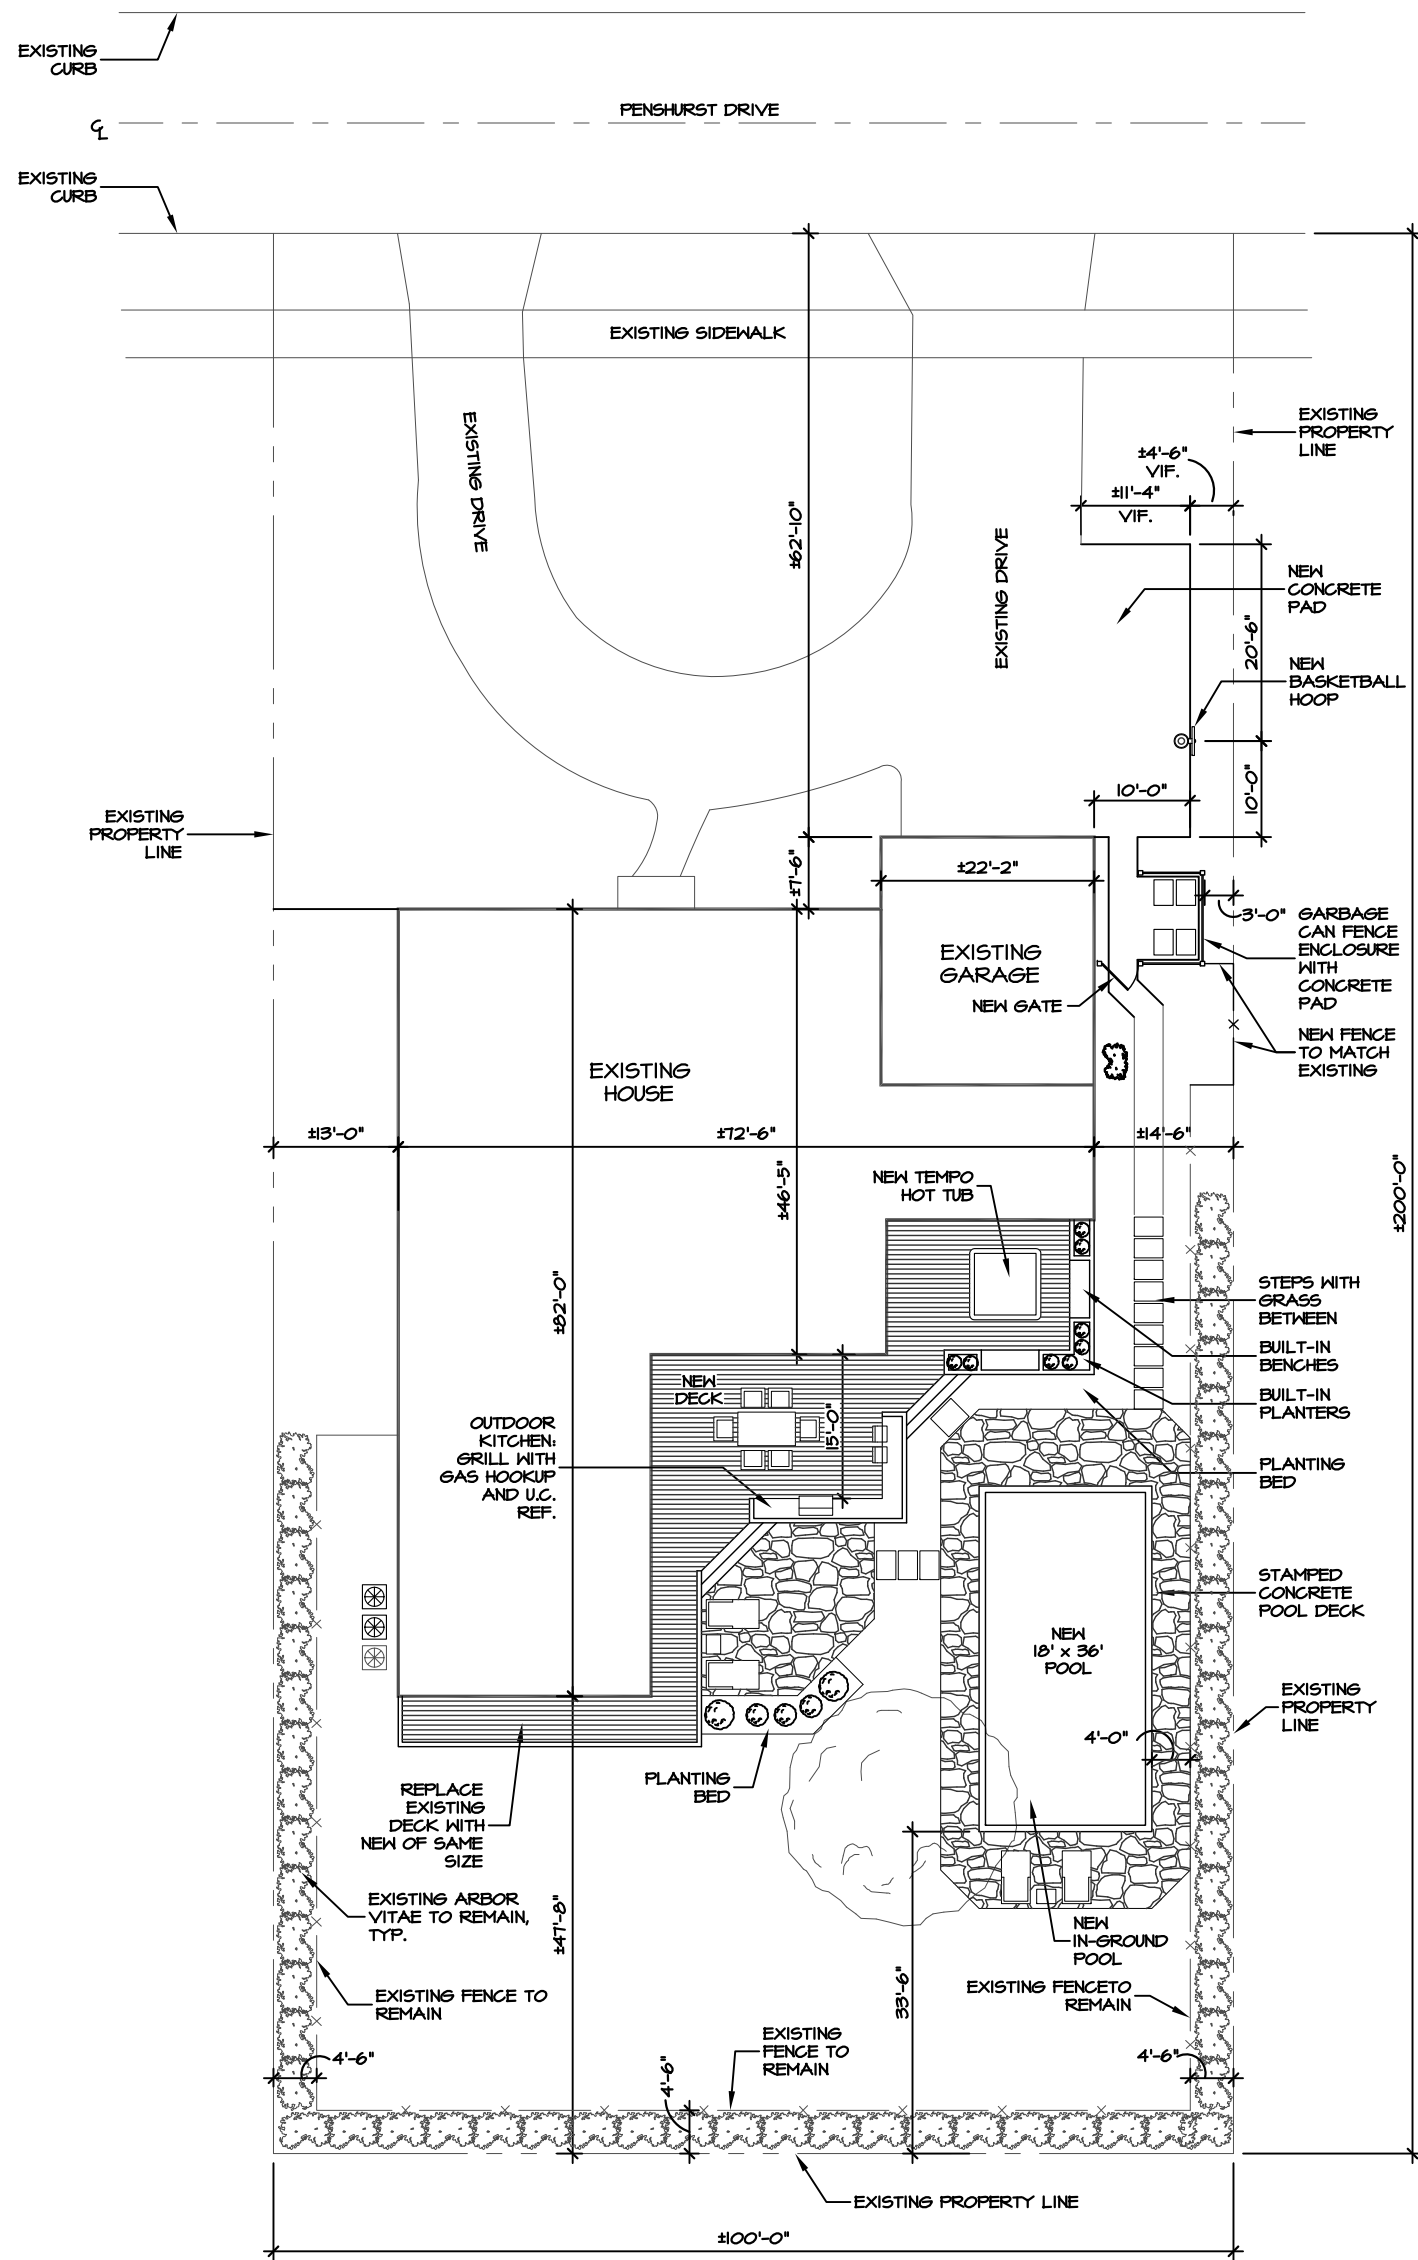 EXISTING
CURB
PENSHURST DRIVE
CL
EXISTING
CURB
EXISTING SIDEWALK
EXISTING DRIVE
±62'-10"
EXISTING DRIVE
EXISTING
PROPERTY
LINE
±4'-6"
VIF.
±11'-4"
VIF.
NEW
CONCRETE
PAD
20'-6"
NEW
BASKETBALL
HOOP
10'-0"
10'-0"
EXISTING
PROPERTY
LINE
±7'-6"
±22'-2"
3'-0"
GARBAGE
CAN FENCE
ENCLOSURE
WITH
CONCRETE
PAD
EXISTING
GARAGE
NEW GATE
NEW FENCE
TO MATCH
EXISTING
EXISTING
HOUSE
±13'-0"
±72'-6"
±14'-6"
±46'-5"
NEW TEMPO
HOT TUB
±200'-0"
±82'-0"
STEPS WITH
GRASS
BETWEEN
BUILT-IN
BENCHES
BUILT-IN
PLANTERS
NEW
DECK
15'-0"
OUTDOOR
KITCHEN:
GRILL WITH
GAS HOOKUP
AND U.C.
REF.
PLANTING
BED
STAMPED
CONCRETE
POOL DECK
NEW
18' x 36'
POOL
EXISTING
PROPERTY
LINE
4'-0"
PLANTING
BED
REPLACE
EXISTING
DECK WITH
NEW OF SAME
SIZE
EXISTING ARBOR
VITAE TO REMAIN,
TYP.
±47'-8"
NEW
IN-GROUND
POOL
33'-6"
EXISTING FENCE TO
REMAIN
EXISTING FENCETO
REMAIN
EXISTING
FENCE TO
REMAIN
4'-6"
4'-6"
4'-6"
EXISTING PROPERTY LINE
±100'-0"